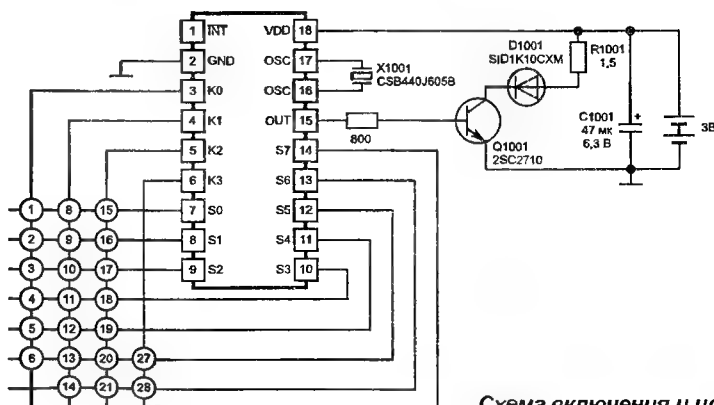 1 INT VDD 18
2 GND OSC 17
3 K0 OSC 16
4 K1 OUT 15
5 K2 S7 14
6 K3 S6 13
7 S0 S5 12
8 S1 S4 11
9 S2 S3 10
X1001
CSB440J605B
800
D1001
SID1K10CXM
R1001
1,5
Q1001
2SC2710
C1001
47 мк
6,3 В
+
3В
1 8 15
2 9 16
3 10 17
4 11 18
5 12 19
6 13 20 27
14 21 28
Схема включения и